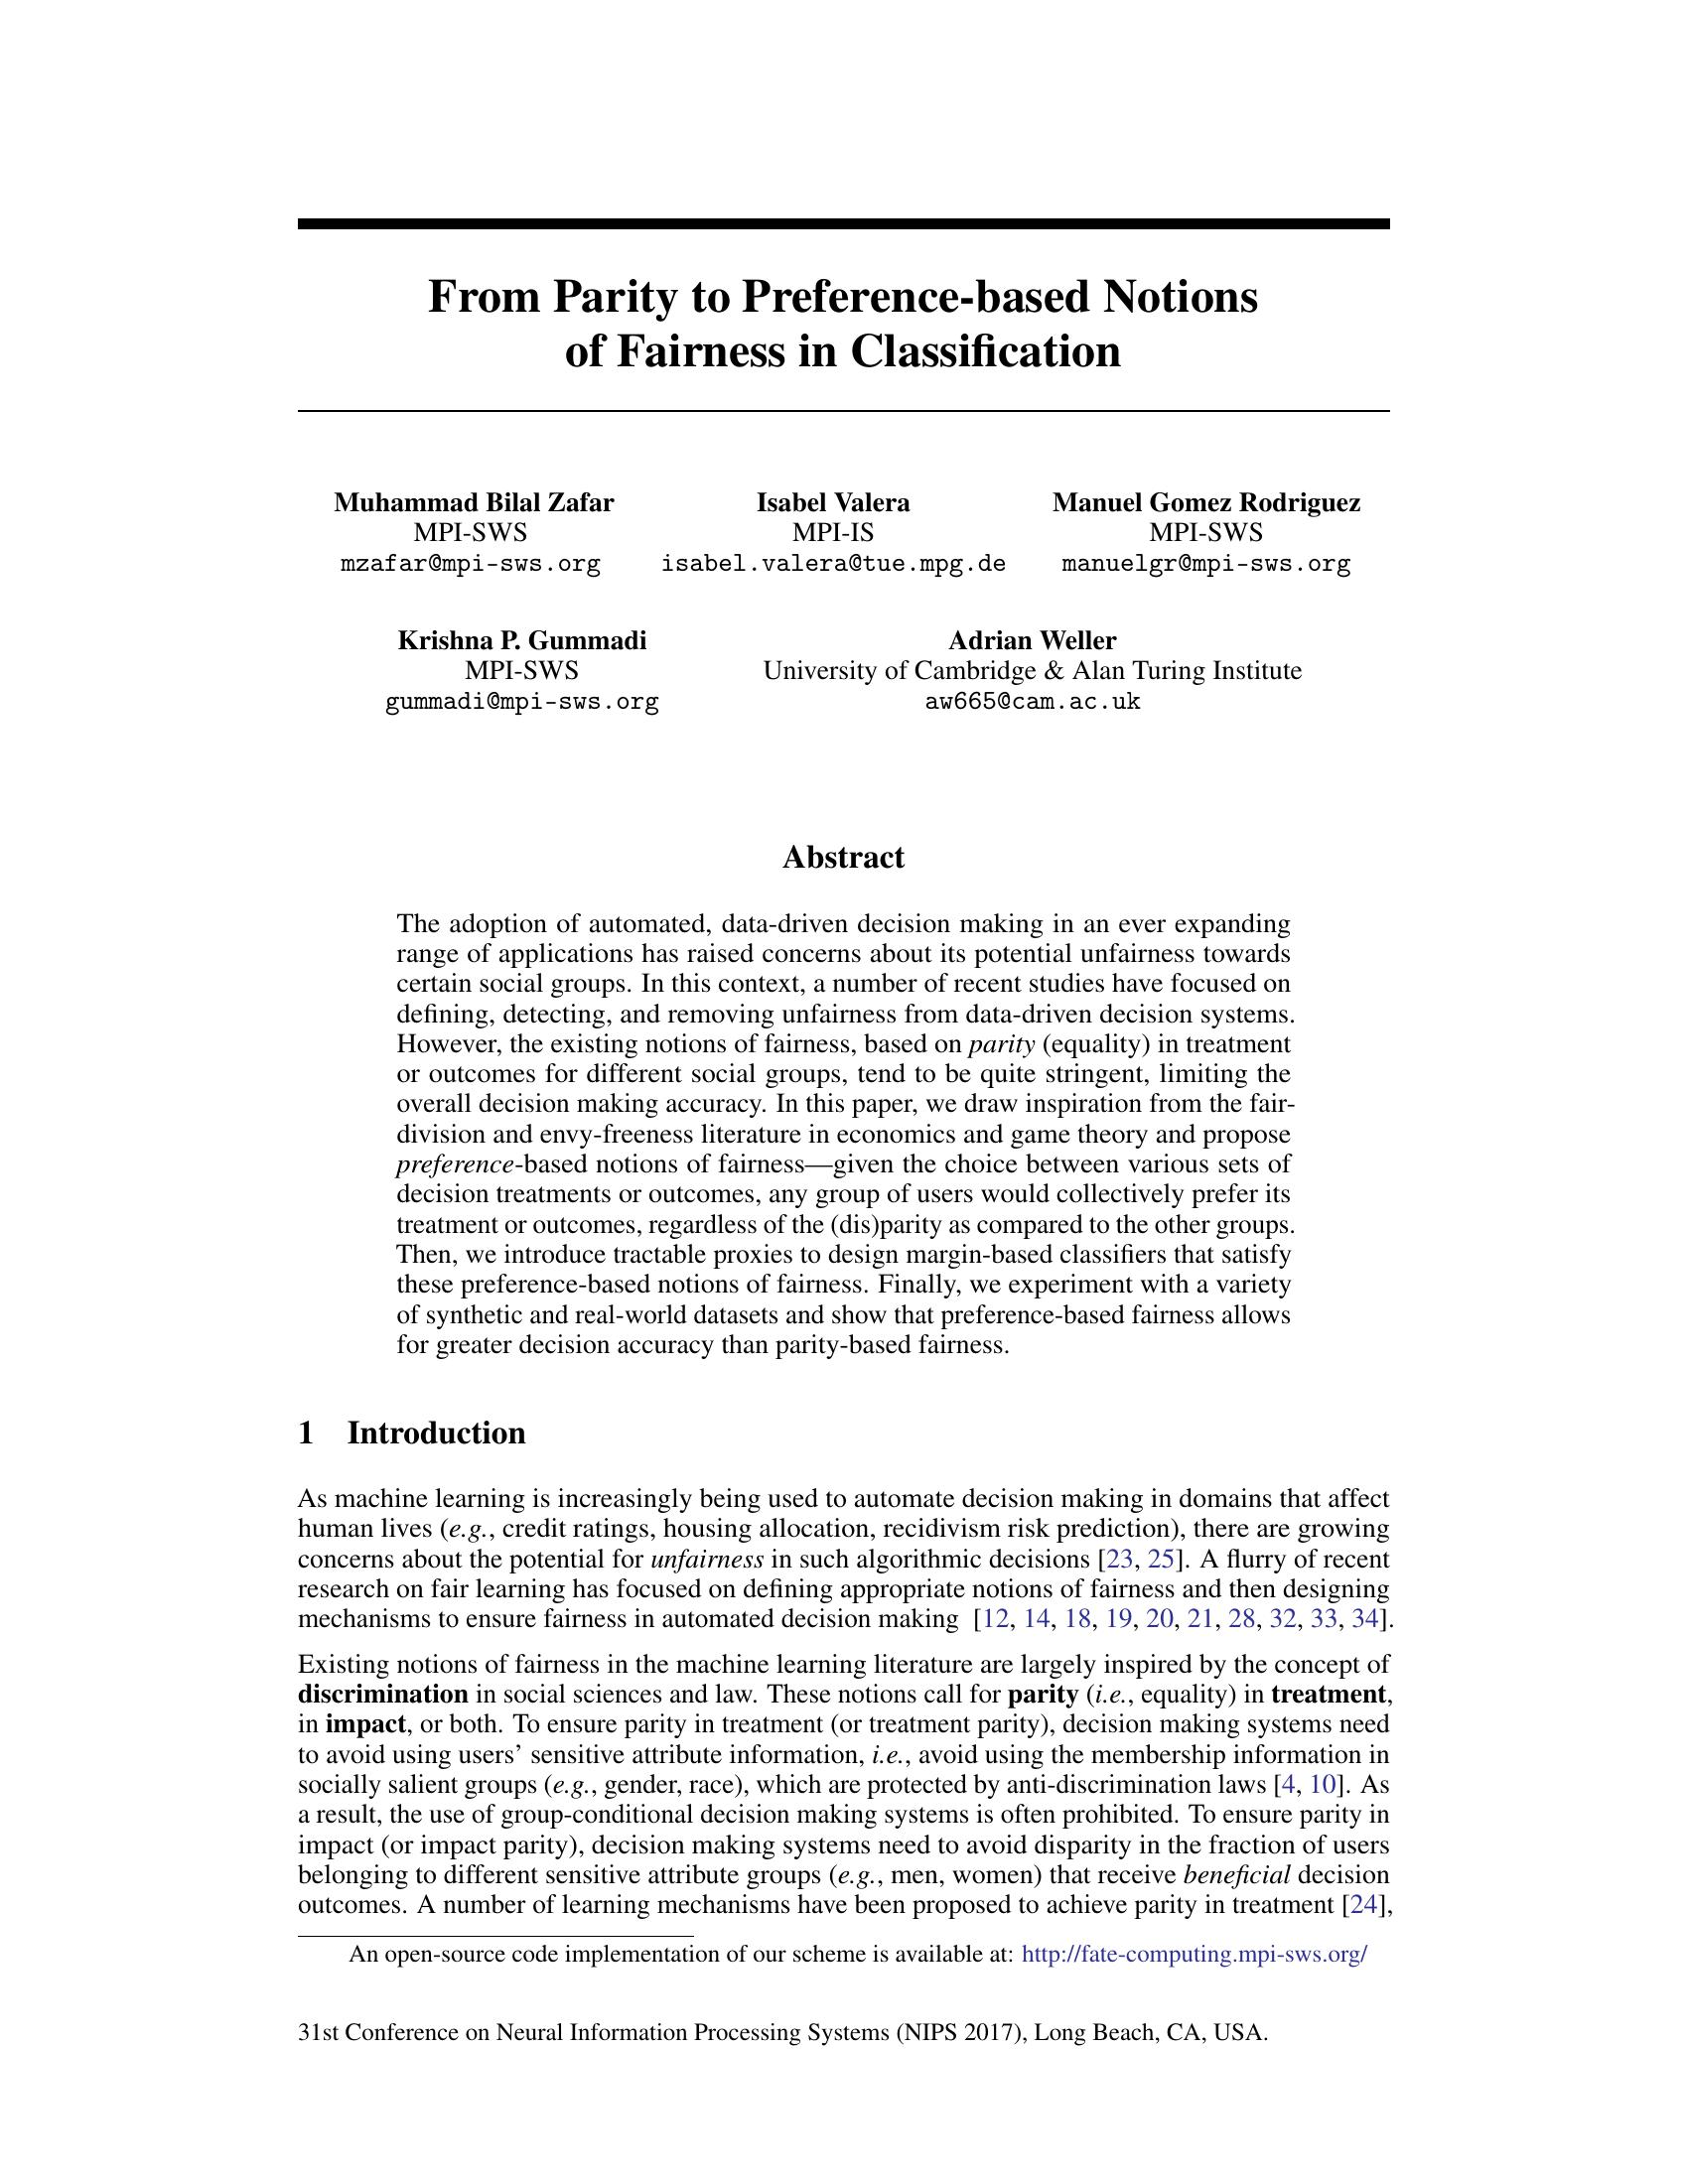 From Parity to Preference-based Notions
of Fairness in Classification
Muhammad Bilal Zafar
MPI-SWS
mzafar@mpi-sws.org
Isabel Valera
MPI-IS
isabel.valera@tue.mpg.de
Manuel Gomez Rodriguez
MPI-SWS
manuelgr@mpi-sws.org
Krishna P. Gummadi
MPI-SWS
gummadi@mpi-sws.org
Adrian Weller
University of Cambridge & Alan Turing Institute
aw665@cam.ac.uk
Abstract
The adoption of automated, data-driven decision making in an ever expanding
range of applications has raised concerns about its potential unfairness towards
certain social groups. In this context, a number of recent studies have focused on
defining, detecting, and removing unfairness from data-driven decision systems.
However, the existing notions of fairness, based on parity (equality) in treatment
or outcomes for different social groups, tend to be quite stringent, limiting the
overall decision making accuracy. In this paper, we draw inspiration from the fair-
division and envy-freeness literature in economics and game theory and propose
preference-based notions of fairness—given the choice between various sets of
decision treatments or outcomes, any group of users would collectively prefer its
treatment or outcomes, regardless of the (dis)parity as compared to the other groups.
Then, we introduce tractable proxies to design margin-based classifiers that satisfy
these preference-based notions of fairness. Finally, we experiment with a variety
of synthetic and real-world datasets and show that preference-based fairness allows
for greater decision accuracy than parity-based fairness.
1 Introduction
As machine learning is increasingly being used to automate decision making in domains that affect
human lives (e.g., credit ratings, housing allocation, recidivism risk prediction), there are growing
concerns about the potential for unfairness in such algorithmic decisions [23, 25]. A flurry of recent
research on fair learning has focused on defining appropriate notions of fairness and then designing
mechanisms to ensure fairness in automated decision making [12, 14, 18, 19, 20, 21, 28, 32, 33, 34].
Existing notions of fairness in the machine learning literature are largely inspired by the concept of
discrimination in social sciences and law. These notions call for parity (i.e., equality) in treatment,
in impact, or both. To ensure parity in treatment (or treatment parity), decision making systems need
to avoid using users’ sensitive attribute information, i.e., avoid using the membership information in
socially salient groups (e.g., gender, race), which are protected by anti-discrimination laws [4, 10]. As
a result, the use of group-conditional decision making systems is often prohibited. To ensure parity in
impact (or impact parity), decision making systems need to avoid disparity in the fraction of users
belonging to different sensitive attribute groups (e.g., men, women) that receive beneficial decision
outcomes. A number of learning mechanisms have been proposed to achieve parity in treatment [24],
An open-source code implementation of our scheme is available at: http://fate-computing.mpi-sws.org/
31st Conference on Neural Information Processing Systems (NIPS 2017), Long Beach, CA, USA.